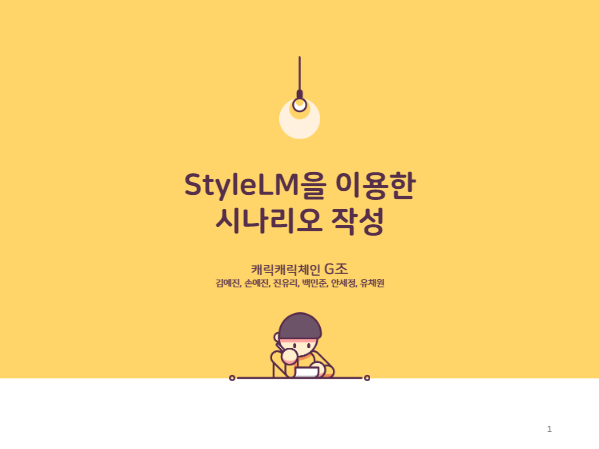 StyleLM을 이용한
시나리오 작성
캐릭캐릭체인 G조
김예진, 손예진, 진유리, 백민준, 안세정, 유채원
1